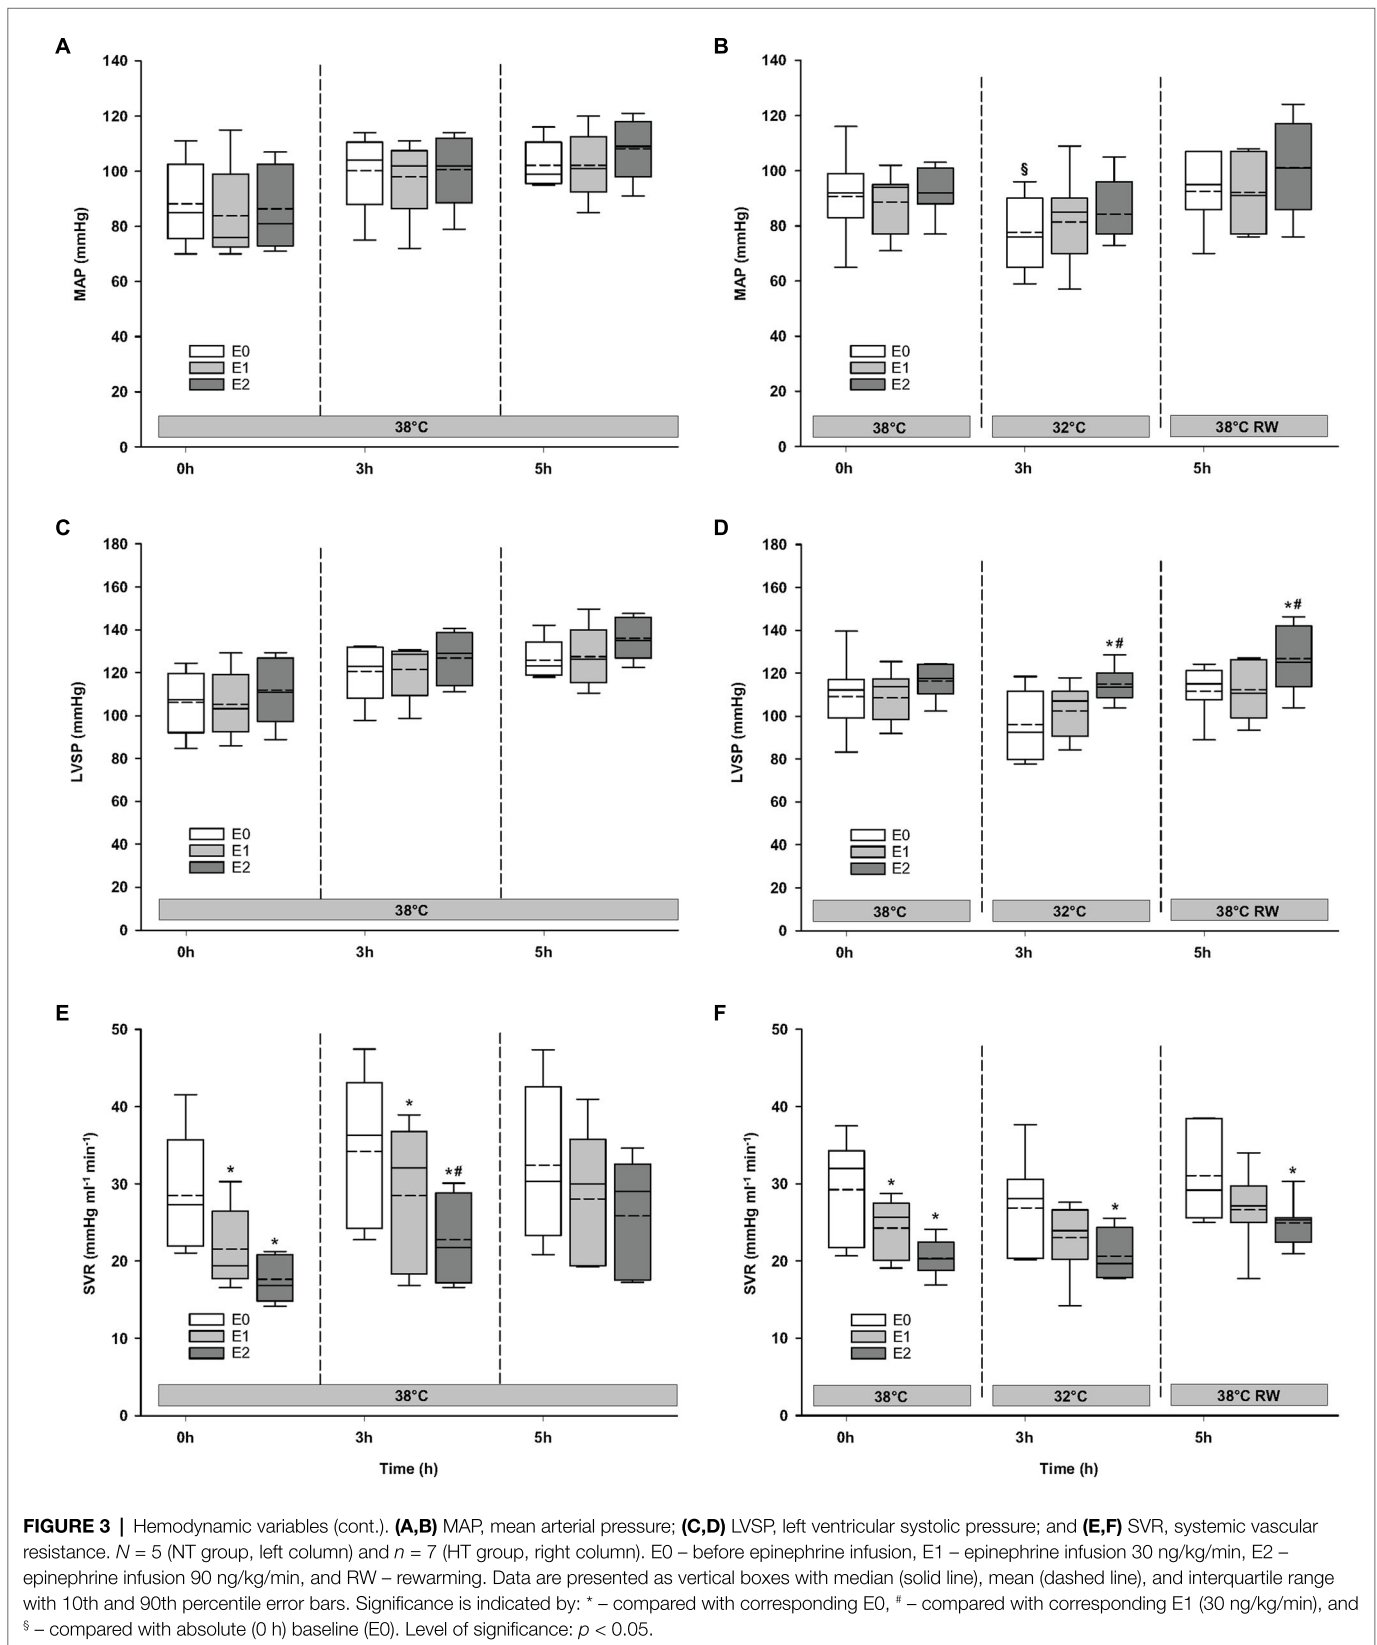 A
140
120
100
80
60
40
20
0
MAP (mmHg)
E0
E1
E2
38°C
0h
3h
5h
B
140
120
100
80
60
40
20
0
MAP (mmHg)
§
E0
E1
E2
38°C
32°C
38°C RW
0h
3h
5h
C
180
160
140
120
100
80
60
40
20
0
LVSP (mmHg)
E0
E1
E2
38°C
0h
3h
5h
D
180
160
140
120
100
80
60
40
20
0
LVSP (mmHg)
*#
*#
E0
E1
E2
38°C
32°C
38°C RW
0h
3h
5h
E
50
40
30
20
10
0
SVR (mmHg ml⁻¹ min⁻¹)
*
*
*
*#
E0
E1
E2
38°C
0h
3h
5h
Time (h)
F
50
40
30
20
10
0
SVR (mmHg ml⁻¹ min⁻¹)
*
*
*
*
E0
E1
E2
38°C
32°C
38°C RW
0h
3h
5h
Time (h)
FIGURE 3 | Hemodynamic variables (cont.). (A,B) MAP, mean arterial pressure; (C,D) LVSP, left ventricular systolic pressure; and (E,F) SVR, systemic vascular
resistance. N = 5 (NT group, left column) and n = 7 (HT group, right column). E0 – before epinephrine infusion, E1 – epinephrine infusion 30 ng/kg/min, E2 –
epinephrine infusion 90 ng/kg/min, and RW – rewarming. Data are presented as vertical boxes with median (solid line), mean (dashed line), and interquartile range
with 10th and 90th percentile error bars. Significance is indicated by: * – compared with corresponding E0, # – compared with corresponding E1 (30 ng/kg/min), and
§ – compared with absolute (0 h) baseline (E0). Level of significance: p < 0.05.